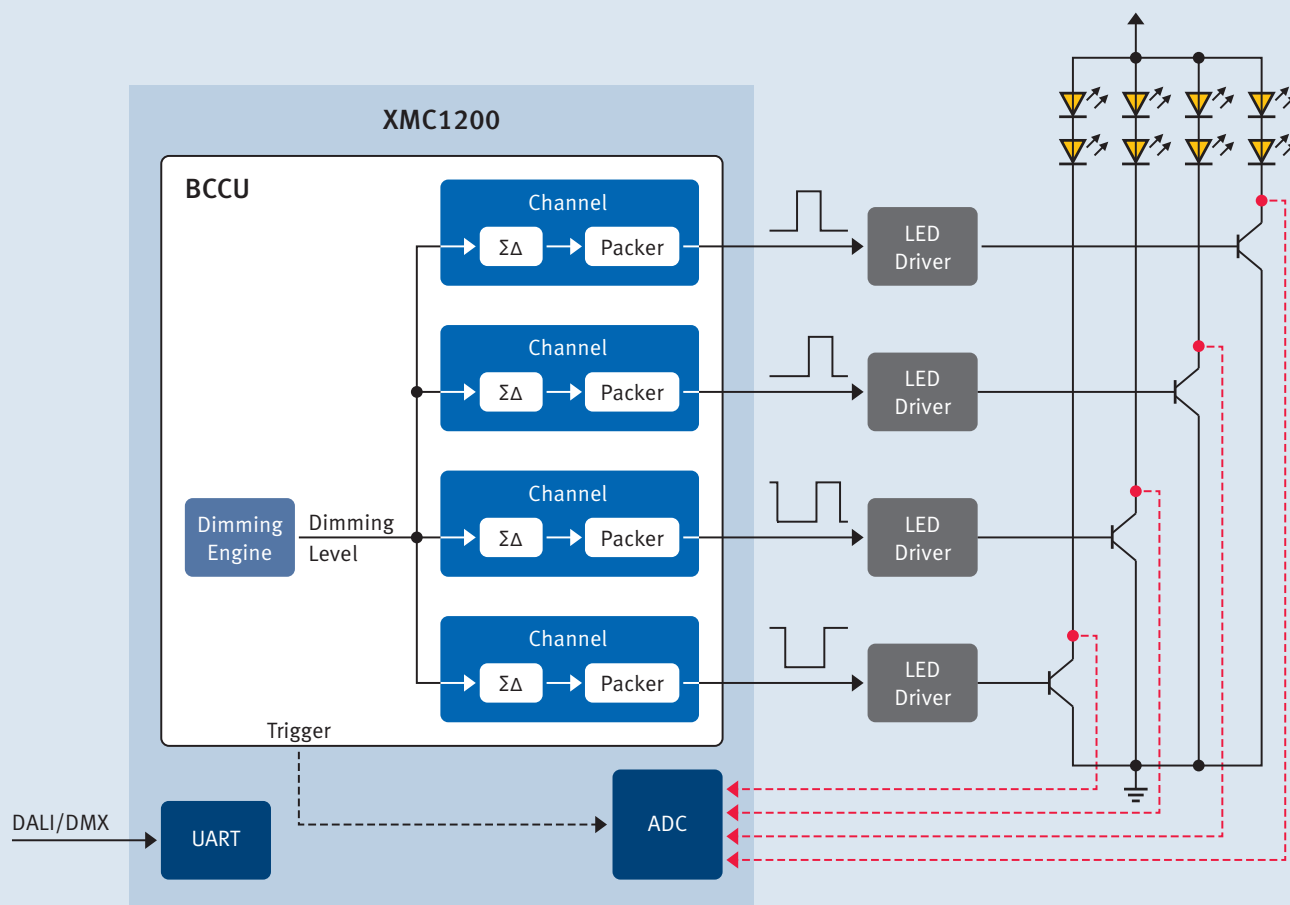 XMC1200
BCCU
Channel
ΣΔ
Packer
LED
Driver
Channel
ΣΔ
Packer
LED
Driver
Dimming
Engine
Dimming
Level
Channel
ΣΔ
Packer
LED
Driver
Channel
ΣΔ
Packer
LED
Driver
Trigger
DALI/DMX
UART
ADC